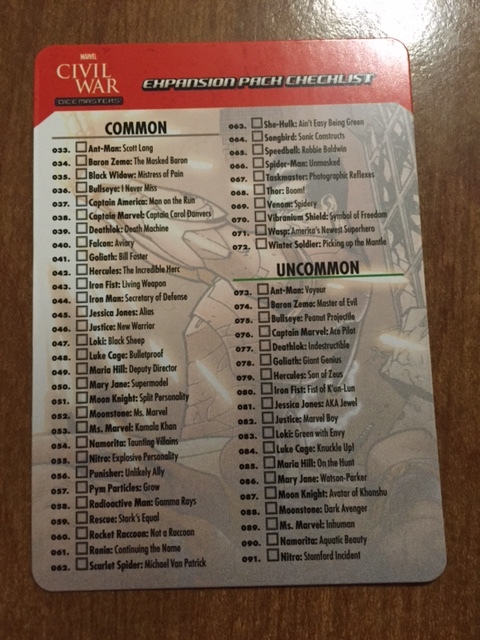 MARVEL
CIVIL
WAR
DICE MASTERS
EXPANSION PACK CHECKLIST
COMMON
033. Ant-Man: Scott Lang
034. Baron Zemo: The Masked Baron
035. Black Widow: Mistress of Pain
036. Bullseye: I Never Miss
037. Captain America: Man on the Run
038. Captain Marvel: Captain Carol Danvers
039. Deathlok: Death Machine
040. Falcon: Aviary
041. Goliath: Bill Foster
042. Hercules: The Incredible Herc
043. Iron Fist: Living Weapon
044. Iron Man: Secretary of Defense
045. Jessica Jones: Alias
046. Justice: New Warrior
047. Loki: Black Sheep
048. Luke Cage: Bulletproof
049. Maria Hill: Deputy Director
050. Mary Jane: Supermodel
051. Moon Knight: Split Personality
052. Moonstone: Ms. Marvel
053. Ms. Marvel: Kamala Khan
054. Namorita: Taunting Villains
055. Nitro: Explosive Personality
056. Punisher: Unlikely Ally
057. Pym Particles: Grow
058. Radioactive Man: Gamma Rays
059. Rescue: Stark's Equal
060. Rocket Raccoon: Not a Raccoon
061. Ronin: Continuing the Name
062. Scarlet Spider: Michael Van Patrick
063. She-Hulk: Ain't Easy Being Green
064. Songbird: Sonic Constructs
065. Speedball: Robbie Baldwin
066. Spider-Man: Unmasked
067. Taskmaster: Photographic Reflexes
068. Thor: Boom!
069. Venom: Spidery
070. Vibranium Shield: Symbol of Freedom
071. Wasp: America's Newest Superhero
072. Winter Soldier: Picking up the Mantle
UNCOMMON
073. Ant-Man: Voyeur
074. Baron Zemo: Master of Evil
075. Bullseye: Peanut Projectile
076. Captain Marvel: Ace Pilot
077. Deathlok: Indestructible
078. Goliath: Giant Genius
079. Hercules: Son of Zeus
080. Iron Fist: Fist of K'un-Lun
081. Jessica Jones: AKA Jewel
082. Justice: Marvel Boy
083. Loki: Green with Envy
084. Luke Cage: Knuckle Up!
085. Maria Hill: On the Hunt
086. Mary Jane: Watson-Parker
087. Moon Knight: Avatar of Khonshu
088. Moonstone: Dark Avenger
089. Ms. Marvel: Inhuman
090. Namorita: Aquatic Beauty
091. Nitro: Stamford Incident